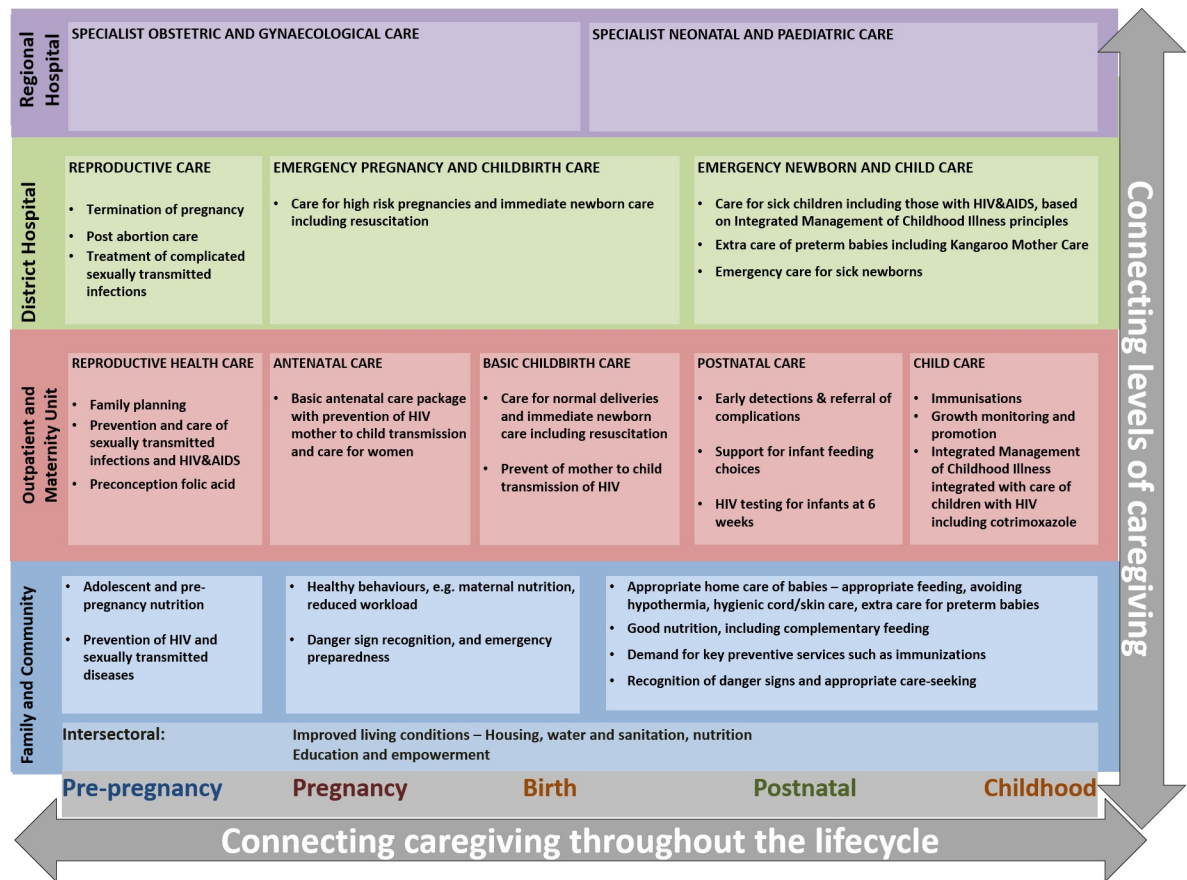 Regional
Hospital
SPECIALIST OBSTETRIC AND GYNAECOLOGICAL CARE
SPECIALIST NEONATAL AND PAEDIATRIC CARE
District Hospital
REPRODUCTIVE CARE
• Termination of pregnancy
• Post abortion care
• Treatment of complicated
sexually transmitted
infections
EMERGENCY PREGNANCY AND CHILDBIRTH CARE
• Care for high risk pregnancies and immediate newborn care
including resuscitation
EMERGENCY NEWBORN AND CHILD CARE
• Care for sick children including those with HIV&AIDS, based
on Integrated Management of Childhood Illness principles
• Extra care of preterm babies including Kangaroo Mother Care
• Emergency care for sick newborns
Outpatient and
Maternity Unit
REPRODUCTIVE HEALTH CARE
• Family planning
• Prevention and care of
sexually transmitted
infections and HIV&AIDS
• Preconception folic acid
ANTENATAL CARE
• Basic antenatal care package
with prevention of HIV
mother to child transmission
and care for women
BASIC CHILDBIRTH CARE
• Care for normal deliveries
and immediate newborn
care including resuscitation
• Prevent of mother to child
transmission of HIV
POSTNATAL CARE
• Early detections & referral of
complications
• Support for infant feeding
choices
• HIV testing for infants at 6
weeks
CHILD CARE
• Immunisations
• Growth monitoring and
promotion
• Integrated Management
of Childhood Illness
integrated with care of
children with HIV
including cotrimoxazole
Family and Community
• Adolescent and pre-
pregnancy nutrition
• Prevention of HIV and
sexually transmitted
diseases
• Healthy behaviours, e.g. maternal nutrition,
reduced workload
• Danger sign recognition, and emergency
preparedness
• Appropriate home care of babies – appropriate feeding, avoiding
hypothermia, hygienic cord/skin care, extra care for preterm babies
• Good nutrition, including complementary feeding
• Demand for key preventive services such as immunizations
• Recognition of danger signs and appropriate care-seeking
Intersectoral:
Improved living conditions – Housing, water and sanitation, nutrition
Education and empowerment
Pre-pregnancy
Pregnancy
Birth
Postnatal
Childhood
Connecting caregiving throughout the lifecycle
Connecting levels of caregiving